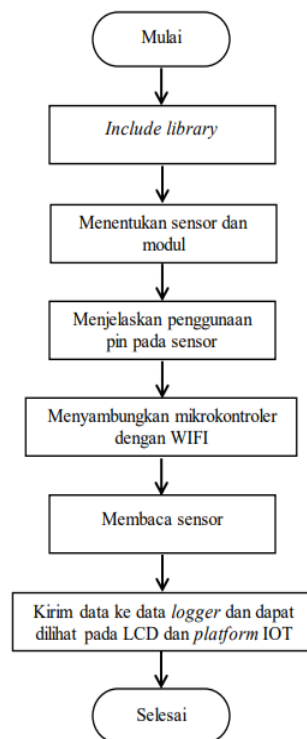 Mulai
Include library
Menentukan sensor dan
modul
Menjelaskan penggunaan
pin pada sensor
Menyambungkan mikrokontroler
dengan WIFI
Membaca sensor
Kirim data ke data logger dan dapat
dilihat pada LCD dan platform IOT
Selesai